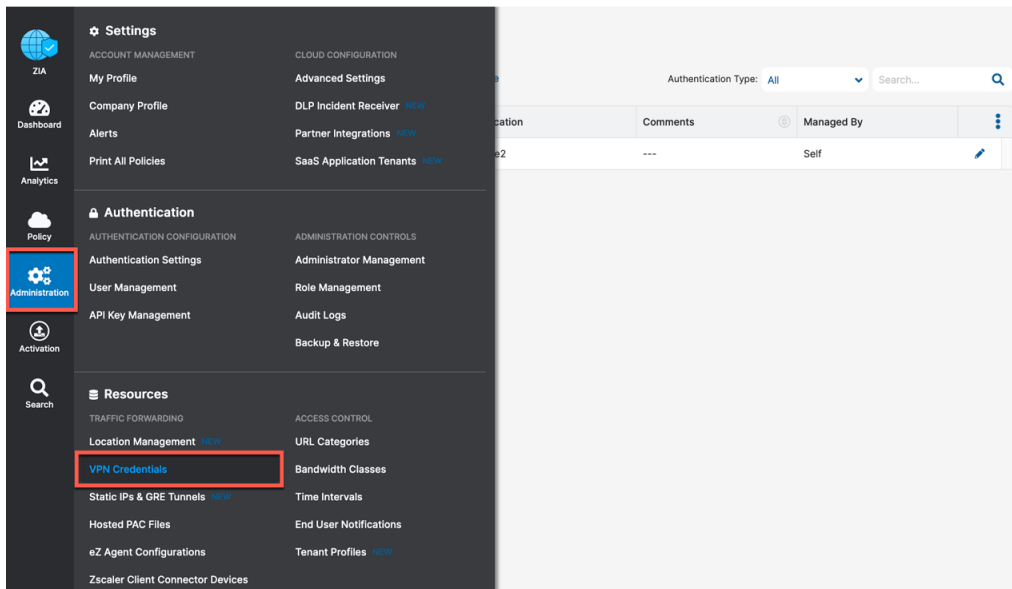 ZIA
Dashboard
Analytics
Policy
Administration
Activation
Search
Settings
ACCOUNT MANAGEMENT
My Profile
Company Profile
Alerts
Print All Policies
CLOUD CONFIGURATION
Advanced Settings
DLP Incident Receiver NEW
Partner Integrations NEW
SaaS Application Tenants NEW
Authentication
AUTHENTICATION CONFIGURATION
Authentication Settings
User Management
API Key Management
ADMINISTRATION CONTROLS
Administrator Management
Role Management
Audit Logs
Backup & Restore
Resources
TRAFFIC FORWARDING
Location Management NEW
VPN Credentials
Static IPs & GRE Tunnels NEW
Hosted PAC Files
eZ Agent Configurations
Zscaler Client Connector Devices
ACCESS CONTROL
URL Categories
Bandwidth Classes
Time Intervals
End User Notifications
Tenant Profiles NEW
e
Authentication Type: All
Search...
cation Comments Managed By
e2 --- Self